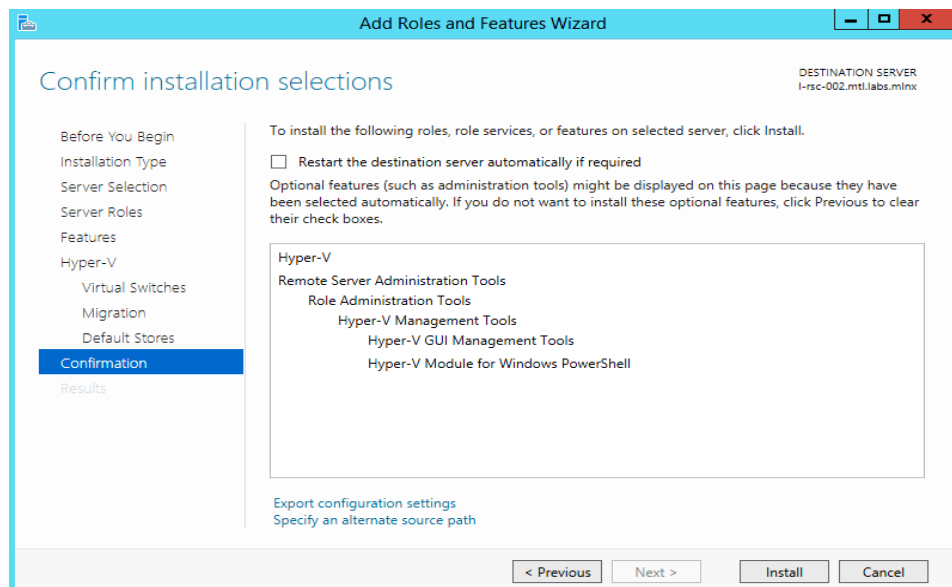 Add Roles and Features Wizard
Confirm installation selections
DESTINATION SERVER
l-rsc-002.mtl.labs.mlnx
Before You Begin
Installation Type
Server Selection
Server Roles
Features
Hyper-V
Virtual Switches
Migration
Default Stores
Confirmation
Results
To install the following roles, role services, or features on selected server, click Install.
Restart the destination server automatically if required
Optional features (such as administration tools) might be displayed on this page because they have
been selected automatically. If you do not want to install these optional features, click Previous to clear
their check boxes.
Hyper-V
Remote Server Administration Tools
Role Administration Tools
Hyper-V Management Tools
Hyper-V GUI Management Tools
Hyper-V Module for Windows PowerShell
Export configuration settings
Specify an alternate source path
< Previous
Next >
Install
Cancel